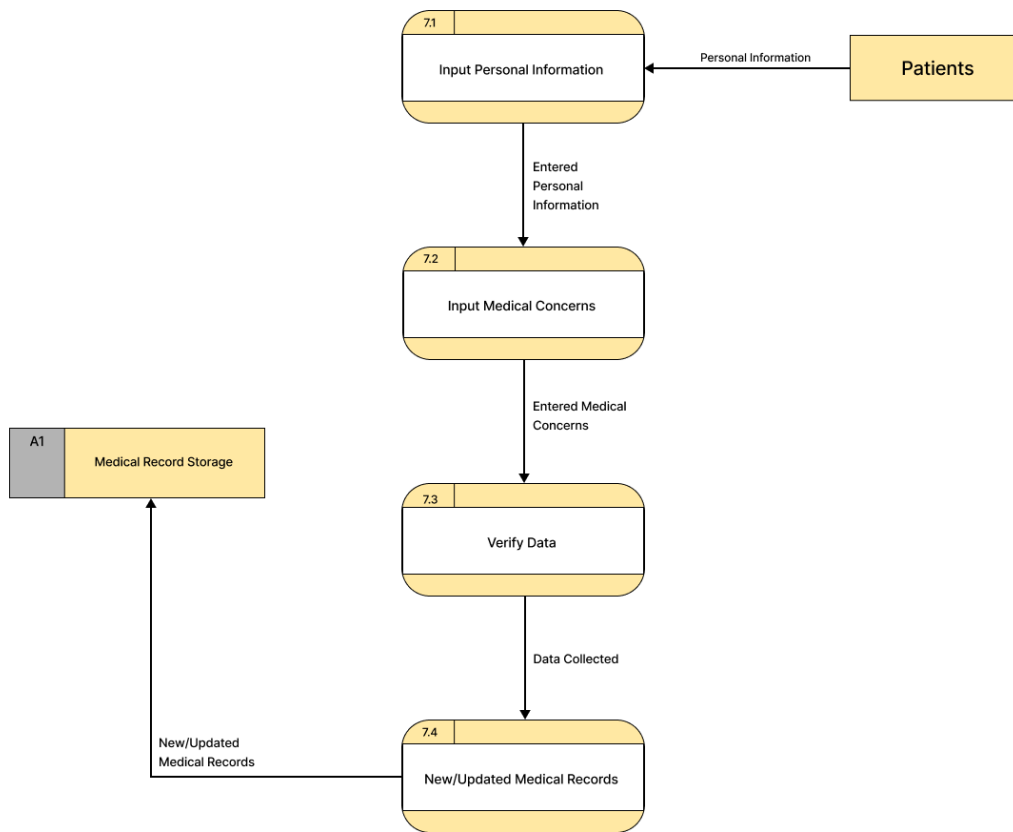 7.1
Input Personal Information
Personal Information
Patients
Entered
Personal
Information
7.2
Input Medical Concerns
Entered Medical
Concerns
A1
Medical Record Storage
7.3
Verify Data
Data Collected
7.4
New/Updated Medical Records
New/Updated
Medical Records